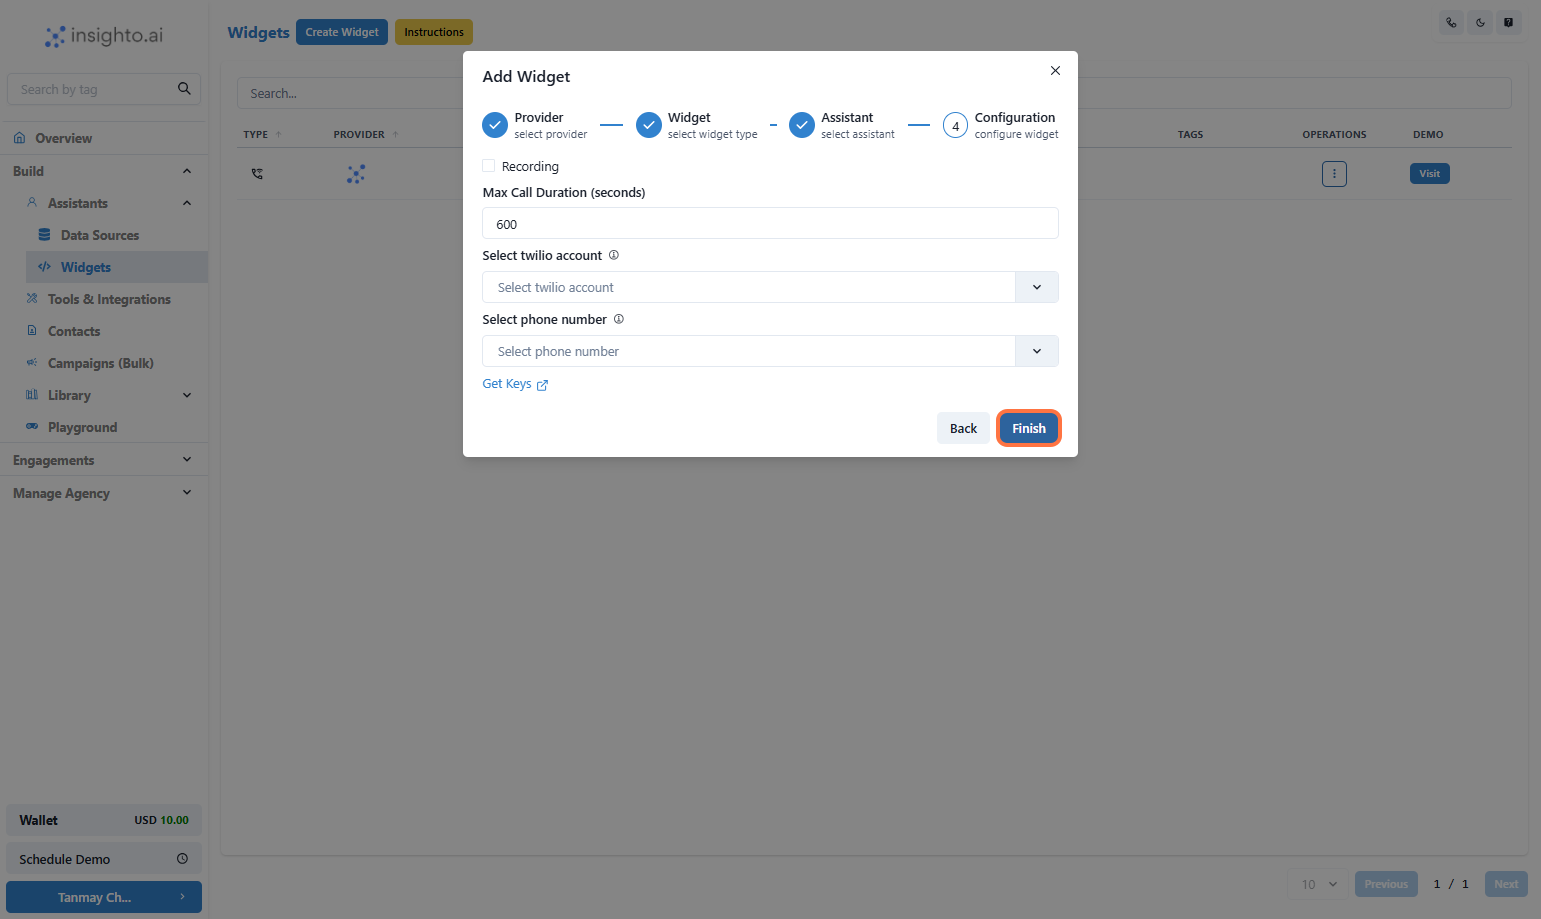 insighto.ai
Search by tag
Overview
Build
Assistants
Data Sources
Widgets
Tools & Integrations
Contacts
Campaigns (Bulk)
Library
Playground
Engagements
Manage Agency
Wallet USD 10.00
Schedule Demo
Tanmay Ch...
Widgets Create Widget Instructions
Search...
TYPE PROVIDER TAGS OPERATIONS DEMO
Visit
Add Widget
Provider
select provider
Widget
select widget type
Assistant
select assistant
4
Configuration
configure widget
Recording
Max Call Duration (seconds)
600
Select twilio account
Select twilio account
Select phone number
Select phone number
Get Keys
Back Finish
10 Previous 1 / 1 Next